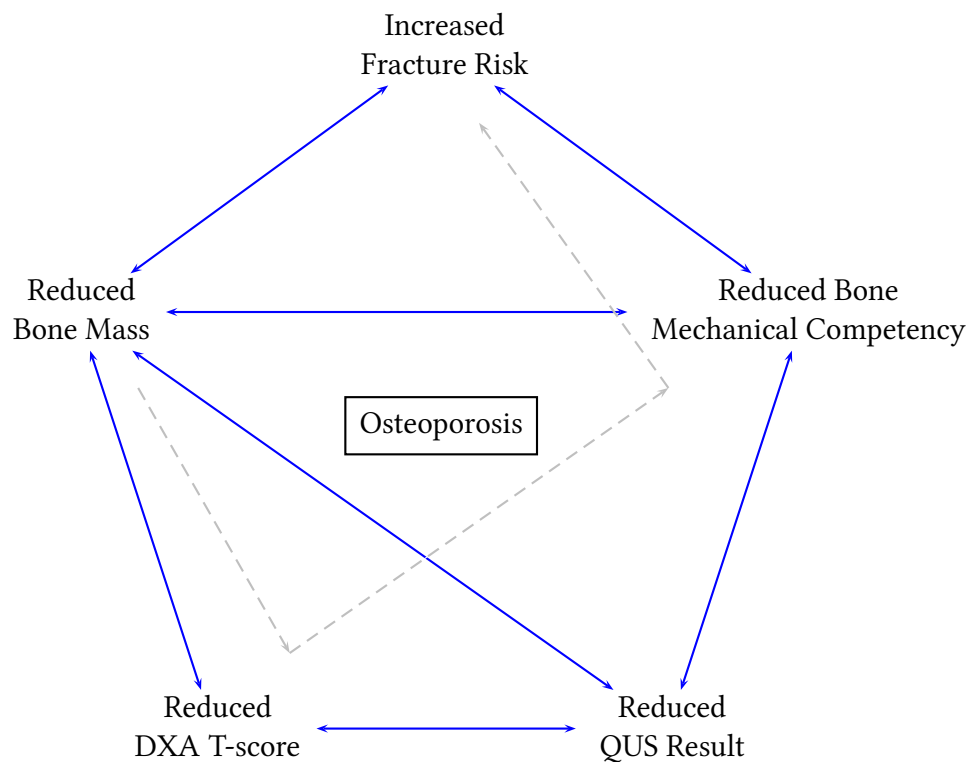 Increased
Fracture Risk
Reduced
Bone Mass
Reduced Bone
Mechanical Competency
Osteoporosis
Reduced
DXA T-score
Reduced
QUS Result